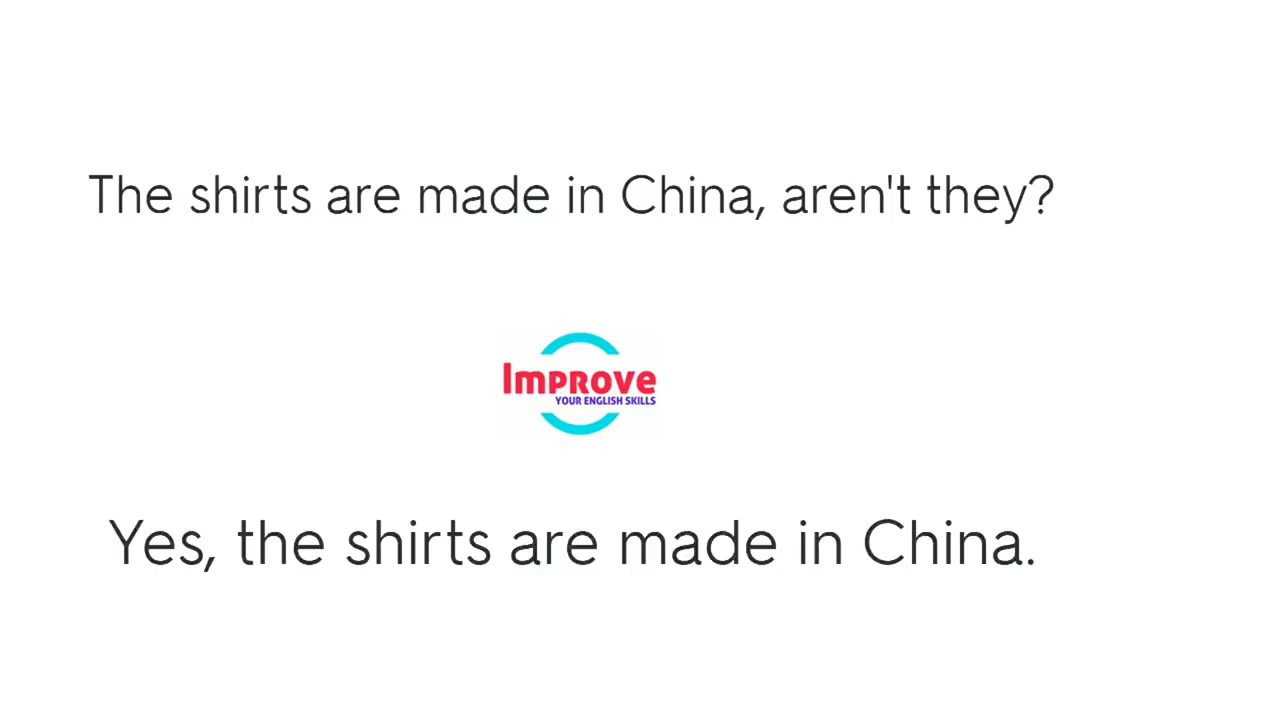 The shirts are made in China, aren't they?
Improve
YOUR ENGLISH SKILLS
Yes, the shirts are made in China.